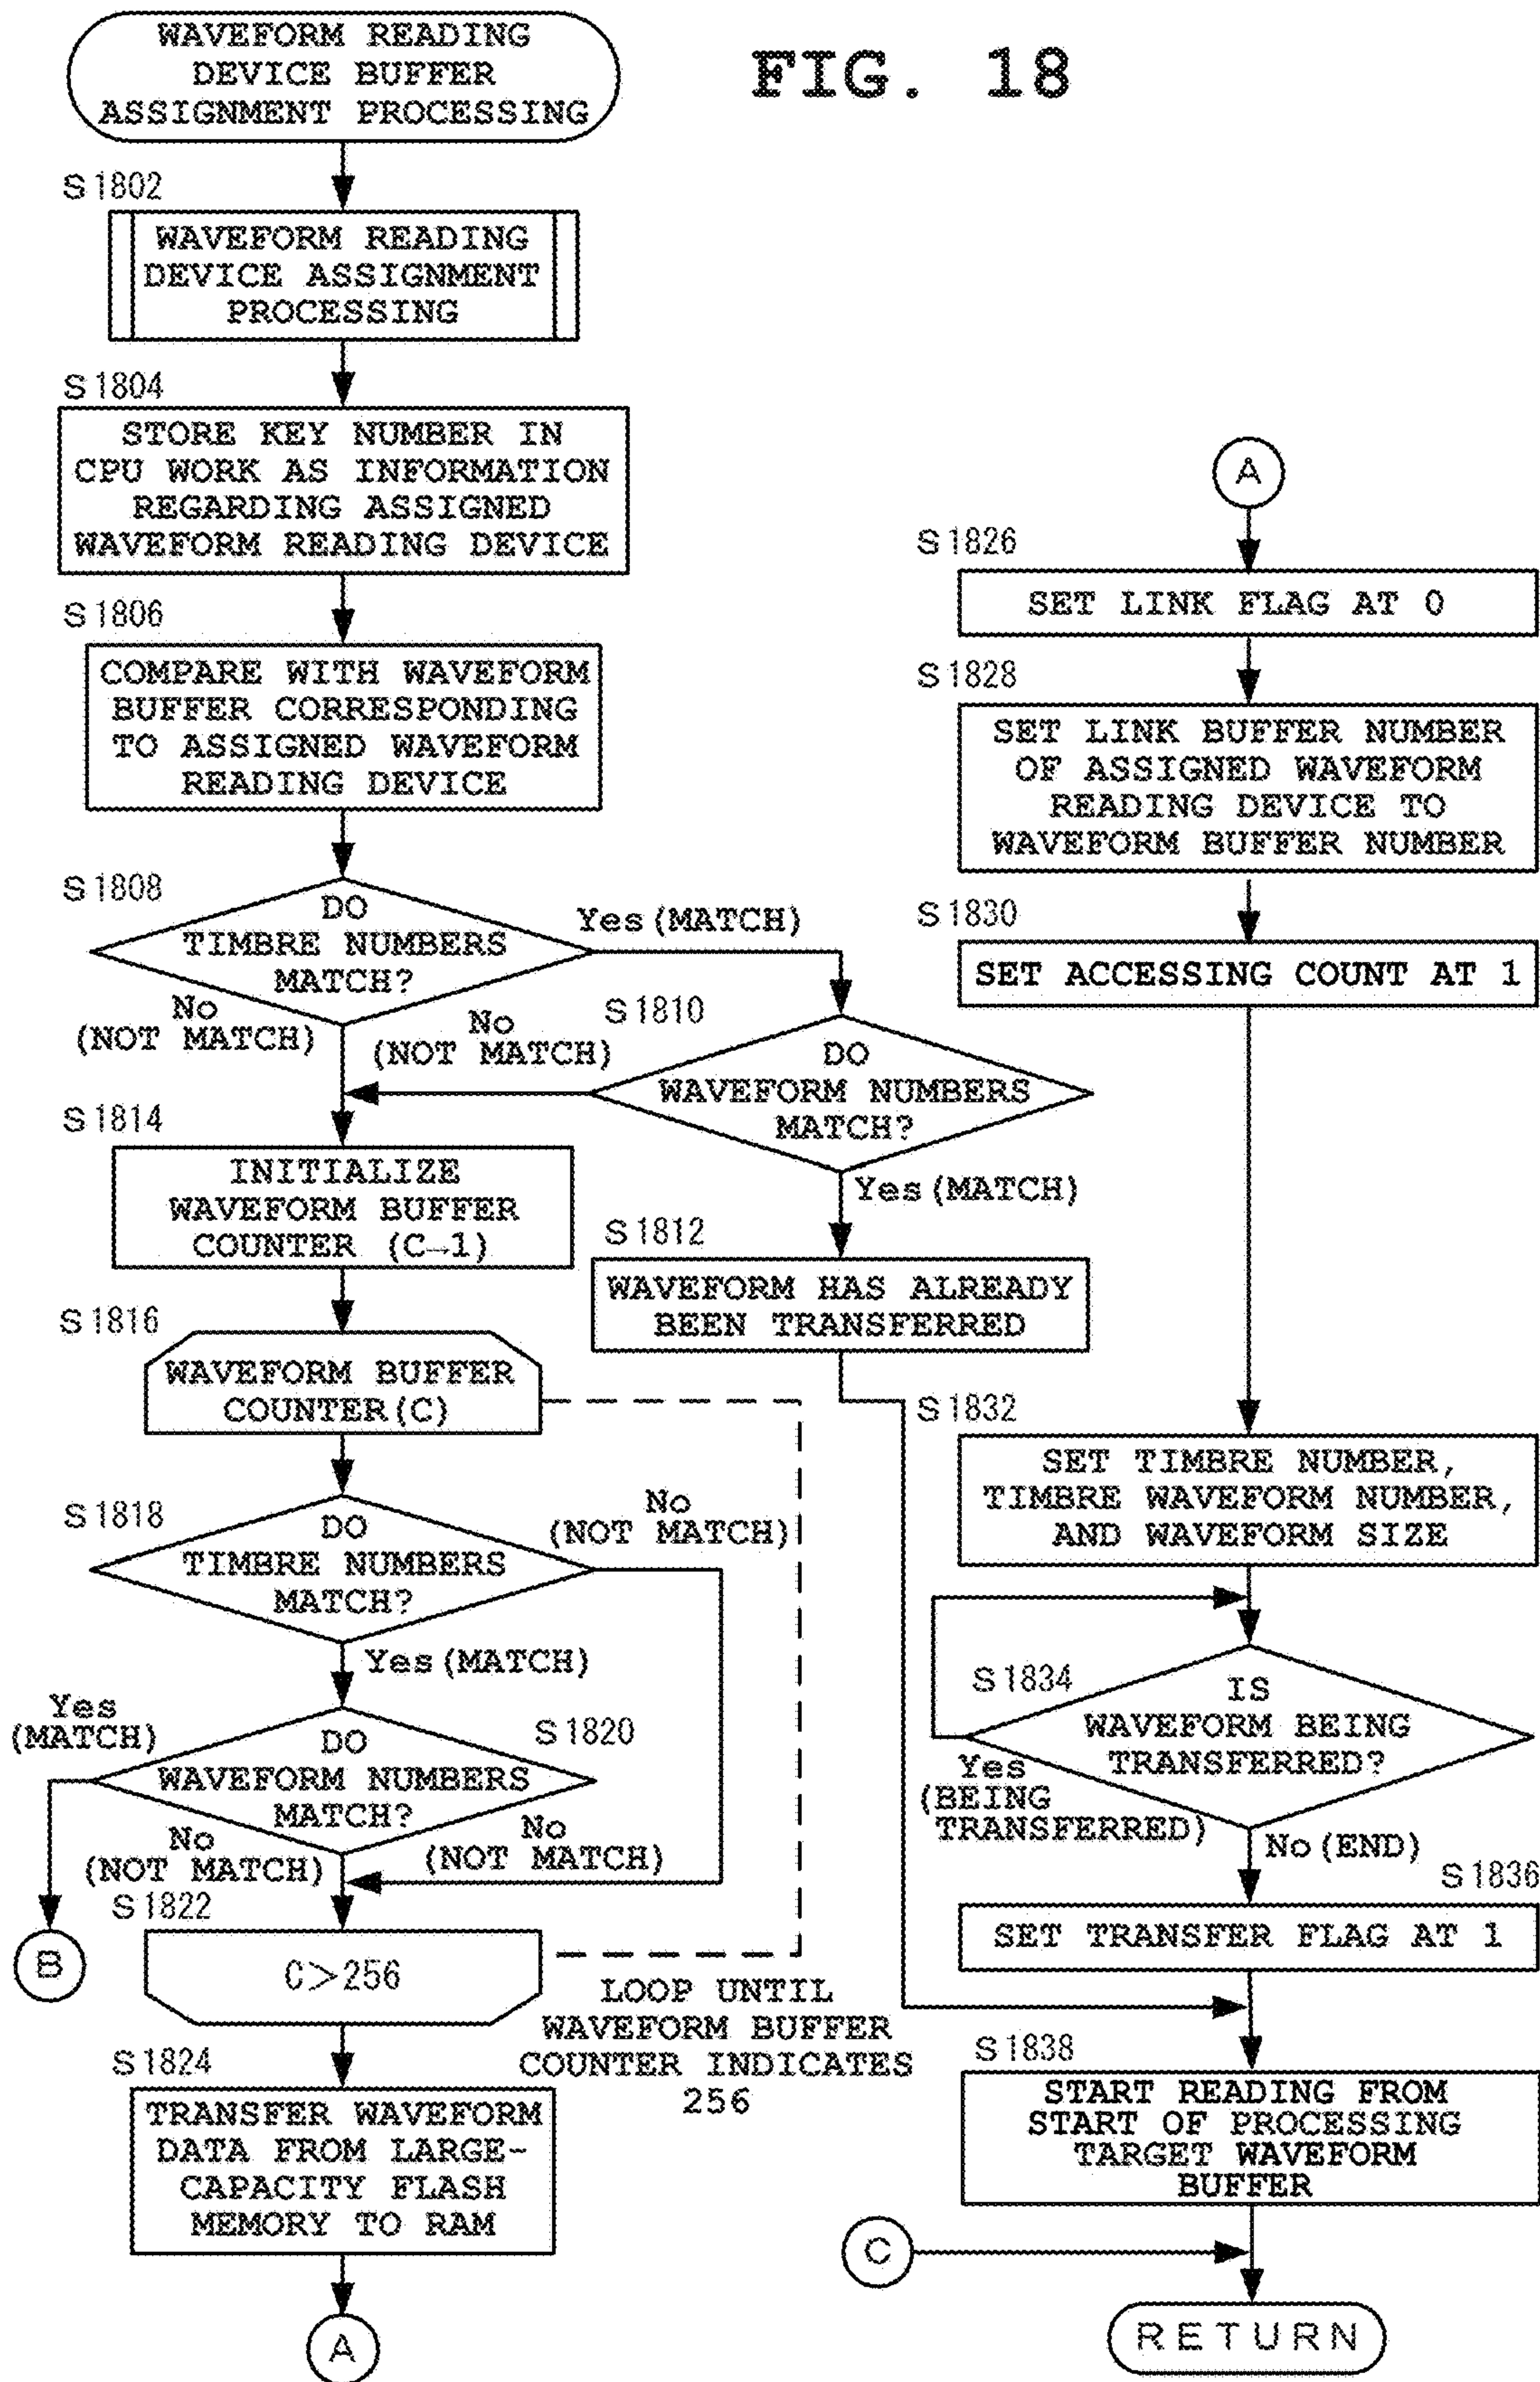 FIG. 18
WAVEFORM READING
DEVICE BUFFER
ASSIGNMENT PROCESSING
S1802
WAVEFORM READING
DEVICE ASSIGNMENT
PROCESSING
S1804
STORE KEY NUMBER IN
CPU WORK AS INFORMATION
REGARDING ASSIGNED
WAVEFORM READING DEVICE
S1806
COMPARE WITH WAVEFORM
BUFFER CORRESPONDING
TO ASSIGNED WAVEFORM
READING DEVICE
S1808
DO
TIMBRE NUMBERS
MATCH?
Yes(MATCH)
No
(NOT MATCH)
S1810
DO
WAVEFORM NUMBERS
MATCH?
No
(NOT MATCH)
Yes(MATCH)
S1812
WAVEFORM HAS ALREADY
BEEN TRANSFERRED
S1814
INITIALIZE
WAVEFORM BUFFER
COUNTER (C→1)
S1816
WAVEFORM BUFFER
COUNTER(C)
S1818
DO
TIMBRE NUMBERS
MATCH?
No
(NOT MATCH)
Yes(MATCH)
S1820
DO
WAVEFORM NUMBERS
MATCH?
Yes
(MATCH)
B
No
(NOT MATCH)
No
(NOT MATCH)
S1822
C>256
LOOP UNTIL
WAVEFORM BUFFER
COUNTER INDICATES
256
S1824
TRANSFER WAVEFORM
DATA FROM LARGE-
CAPACITY FLASH
MEMORY TO RAM
A
A
S1826
SET LINK FLAG AT 0
S1828
SET LINK BUFFER NUMBER
OF ASSIGNED WAVEFORM
READING DEVICE TO
WAVEFORM BUFFER NUMBER
S1830
SET ACCESSING COUNT AT 1
S1832
SET TIMBRE NUMBER,
TIMBRE WAVEFORM NUMBER,
AND WAVEFORM SIZE
S1834
IS
WAVEFORM BEING
TRANSFERRED?
Yes
(BEING
TRANSFERRED)
No(END)
S1836
SET TRANSFER FLAG AT 1
S1838
START READING FROM
START OF PROCESSING
TARGET WAVEFORM
BUFFER
C
RETURN